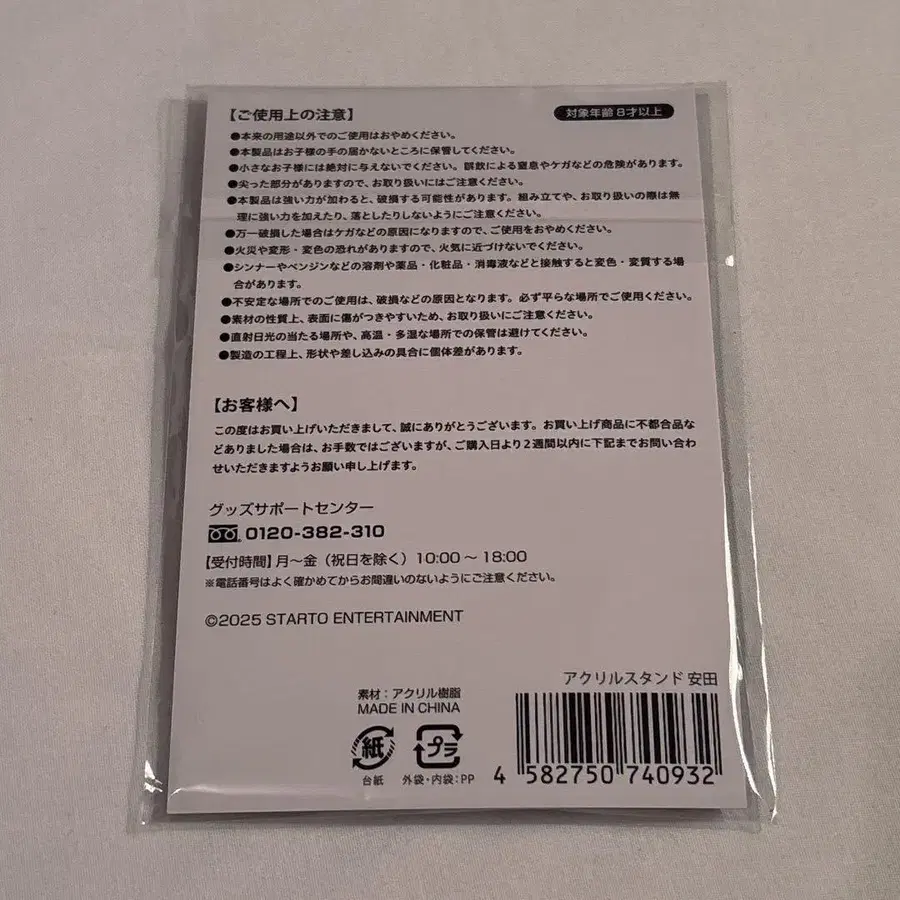 【ご使用上の注意】
対象年齢8才以上
●本来の用途以外でのご使用はおやめください。
●本製品はお子様の手の届かないところに保管してください。
●小さなお子様には絶対に与えないでください。誤飲による窒息やケガなどの危険があります。
●尖った部分がありますので、お取り扱いにはご注意ください。
●本製品は強い力が加わると、破損する可能性があります。組み立てや、お取り扱いの際は無
理に強い力を加えたり、落としたりしないようにご注意ください。
●万一破損した場合はケガなどの原因になりますので、ご使用をおやめください。
●火災や変形・変色の恐れがありますので、火気に近づけないでください。
●シンナーやベンジンなどの溶剤や薬品・化粧品・消毒液などと接触すると変色・変質する場
合があります。
●不安定な場所でのご使用は、破損などの原因となります。必ず平らな場所でご使用ください。
●素材の性質上、表面に傷がつきやすいため、お取り扱いにご注意ください。
●直射日光の当たる場所や、高温・多湿な場所での保管は避けてください。
●製造の工程上、形状や差し込みの具合に個体差があります。
【お客様へ】
この度はお買い上げいただきまして、誠にありがとうございます。お買い上げ商品に不都合品な
どありました場合は、お手数ではございますが、ご購入日より2週間以内に下記までお問い合わ
せいただきますようお願い申し上げます。
グッズサポートセンター
0120-382-310
【受付時間】月～金（祝日を除く）10:00～18:00
※電話番号はよく確かめてからお間違いのないようにご注意ください。
©2025 STARTO ENTERTAINMENT
アクリルスタンド 安田
素材：アクリル樹脂
MADE IN CHINA
紙
プラ
台紙
外袋・内袋:PP
4 582750 740932